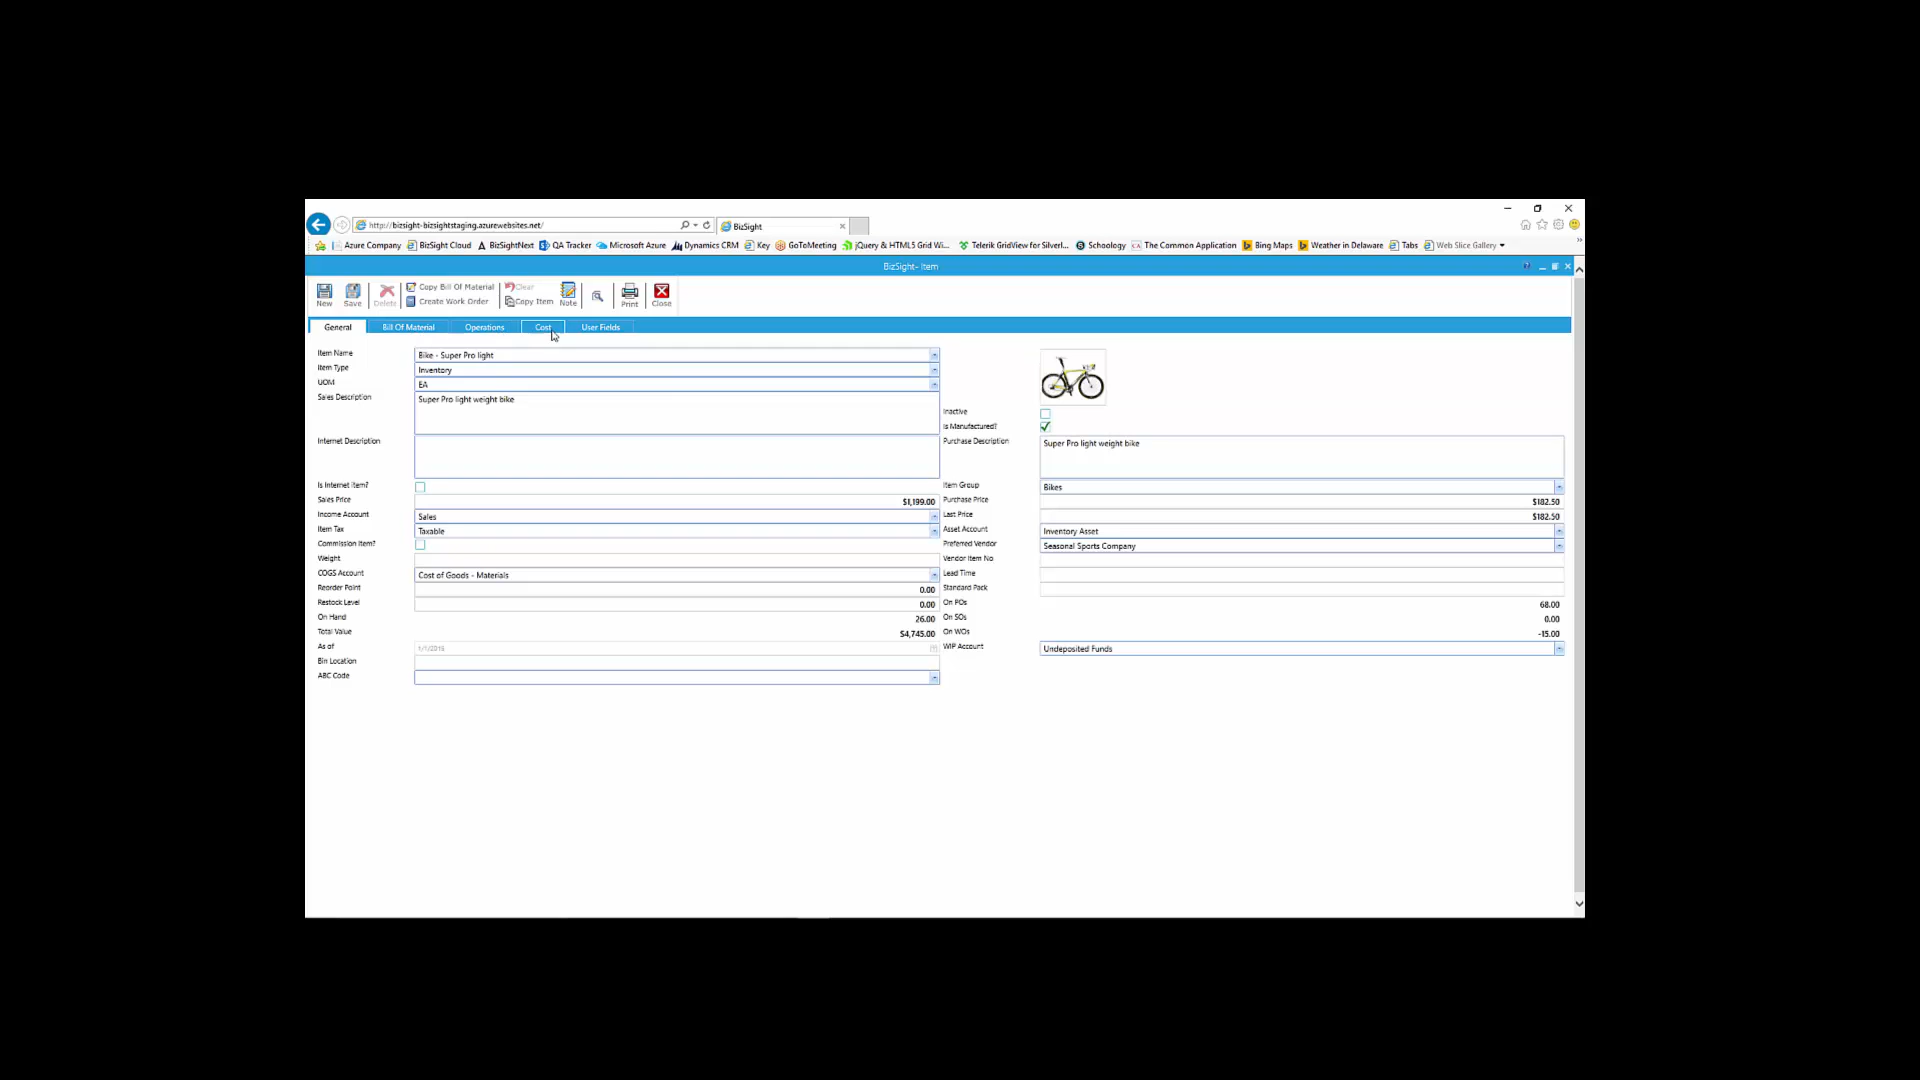 http://bizsight-bizsightstaging.azurewebsites.net/
BizSight
Azure Company BizSight Cloud BizSightNext QA Tracker Microsoft Azure Dynamics CRM Key GoToMeeting jQuery & HTML5 Grid Wi... Telerik GridView for Silverl... Schoology The Common Application Bing Maps Weather in Delaware Tabs Web Slice Gallery
BizSight- Item
New Save Delete Copy Bill Of Material Clear Note Print Close
Create Work Order Copy Item
General Bill Of Material Operations Cost User Fields
Item Name Bike - Super Pro light
Item Type Inventory
UOM EA
Sales Description Super Pro light weight bike
Inactive
Is Manufactured?
Internet Description Purchase Description Super Pro light weight bike
Is Internet Item? Item Group Bikes
Sales Price $1,199.00 Purchase Price $182.50
Income Account Sales Last Price $182.50
Item Tax Taxable Asset Account Inventory Asset
Commission Item? Preferred Vendor Seasonal Sports Company
Weight Vendor Item No
COGS Account Cost of Goods - Materials Lead Time
Reorder Point 0.00 Standard Pack
Restock Level 0.00 On POs 68.00
On Hand 26.00 On SOs 0.00
Total Value $4,745.00 On WOs -15.00
As of 1/1/2016 WIP Account Undeposited Funds
Bin Location
ABC Code